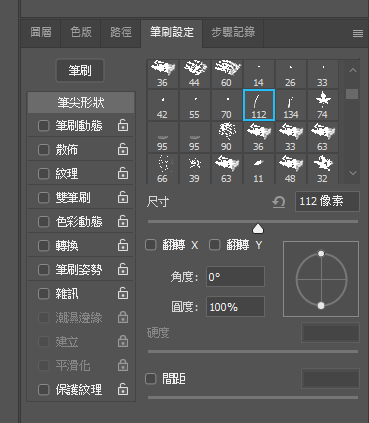 圖層 色版 路徑 筆刷設定 步驟記錄
筆刷
筆尖形狀
筆刷動態
散佈
紋理
雙筆刷
色彩動態
轉換
筆刷姿勢
雜訊
潮濕邊緣
建立
平滑化
保護紋理
36 44 60 14 26 33
42 55 70 112 134 74
95 95 90 36 33 63
66 39 63 11 48 32
尺寸 112 像素
翻轉 X 翻轉 Y
角度: 0°
圓度: 100%
硬度
間距